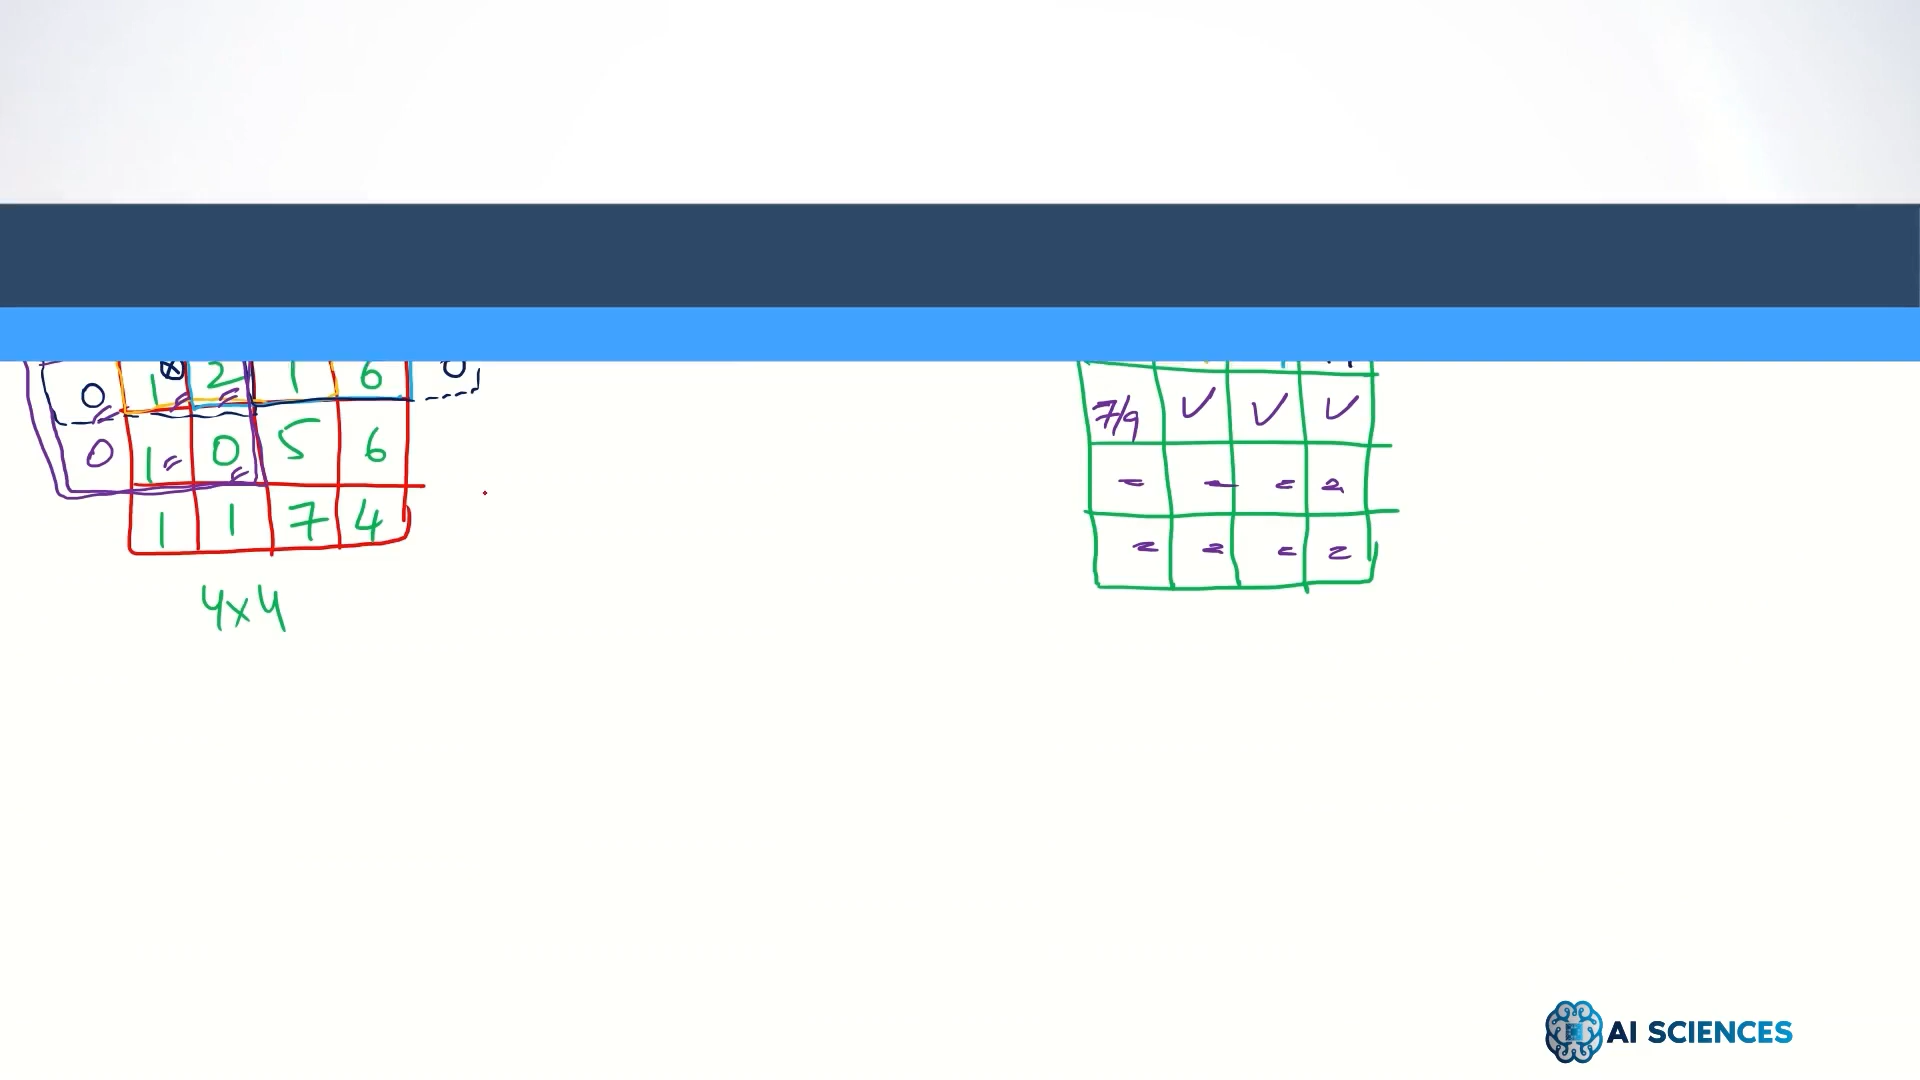 0 1 2 1 6 0
7/9 ✓ ✓ ✓
0 1 0 5 6
1 1 7 4
4x4
AI SCIENCES